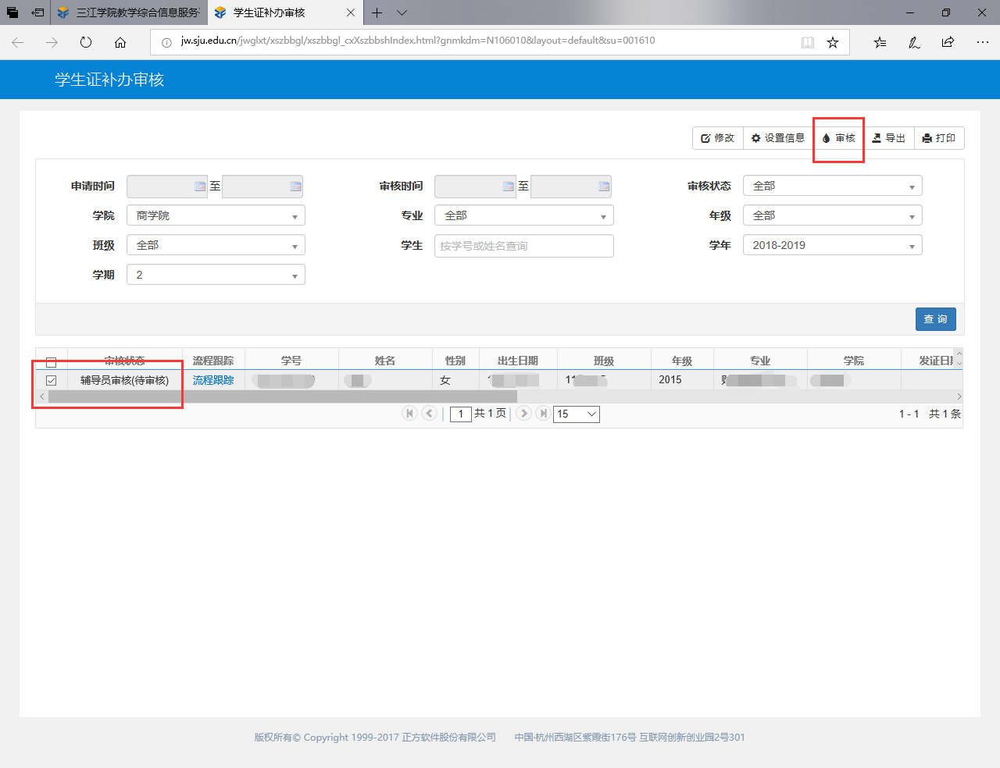 三江学院教学综合信息服务
学生证补办审核
jw.sju.edu.cn/jwglxt/xszbbgl/xszbbgl_cxXszbbshIndex.html?gnmkdm=N106010&layout=default&su=001610
学生证补办审核
修改 设置信息 审核 导出 打印
申请时间 至 审核时间 至 审核状态 全部
学院 商学院 专业 全部 年级 全部
班级 全部 学生 按学号或姓名查询 学年 2018-2019
学期 2
查 询
审核状态 流程跟踪 学号 姓名 性别 出生日期 班级 年级 专业 学院 发证日
辅导员审核(待审核) 流程跟踪 女 2015
1 共 1 页 15 1 - 1 共 1 条
版权所有© Copyright 1999-2017 正方软件股份有限公司 中国·杭州西湖区紫霞街176号 互联网创新创业园2号301